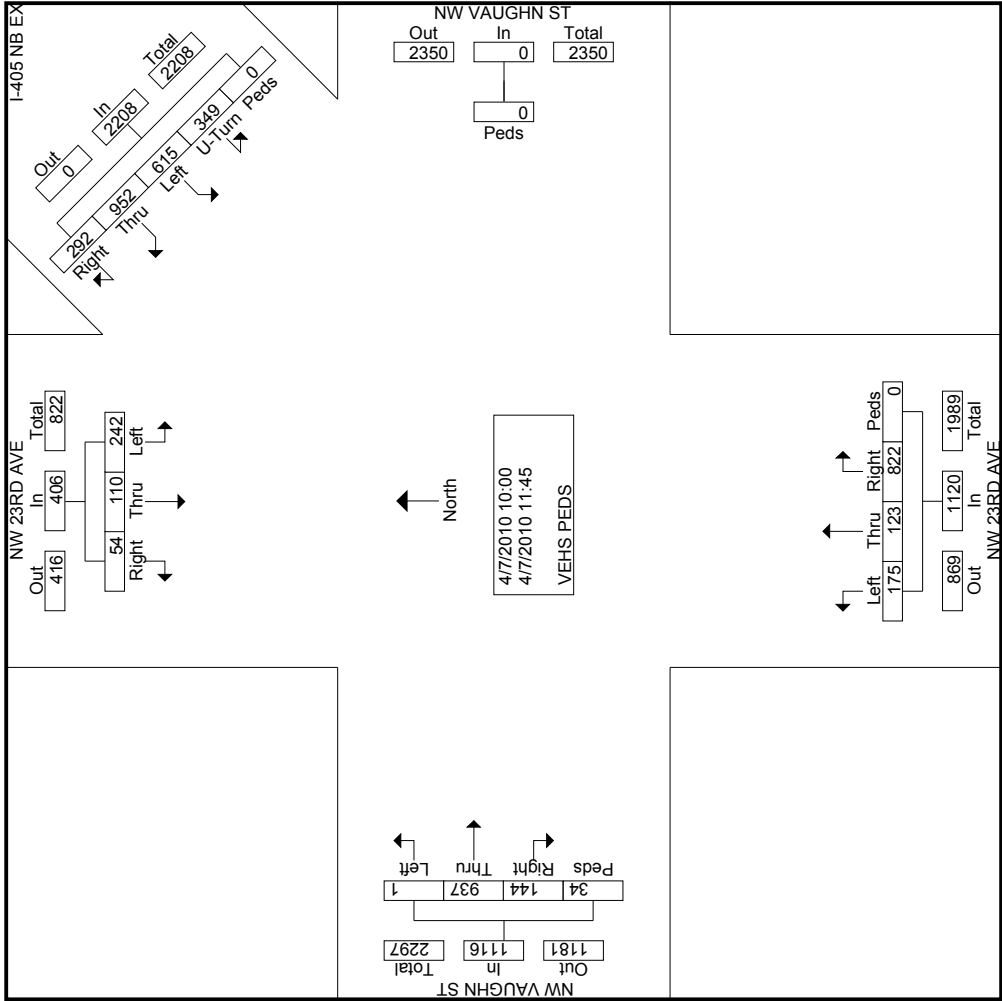 I-405 NB EX
Out
0
In
2208
Total
2208
292
952
615
349
0
Right
Thru
Left
U-Turn
Peds
NW VAUGHN ST
Out
In
Total
2350
0
2350
0
Peds
NW 23RD AVE
Out
In
Total
416
406
822
54
110
242
Right
Thru
Left
North
4/7/2010 10:00
4/7/2010 11:45
VEHS PEDS
Left
Thru
Right
Peds
175
123
822
0
869
1120
1989
Out
In
Total
NW 23RD AVE
Left
Thru
Right
Peds
1
937
144
34
2297
1116
1181
Total
In
Out
NW VAUGHN ST